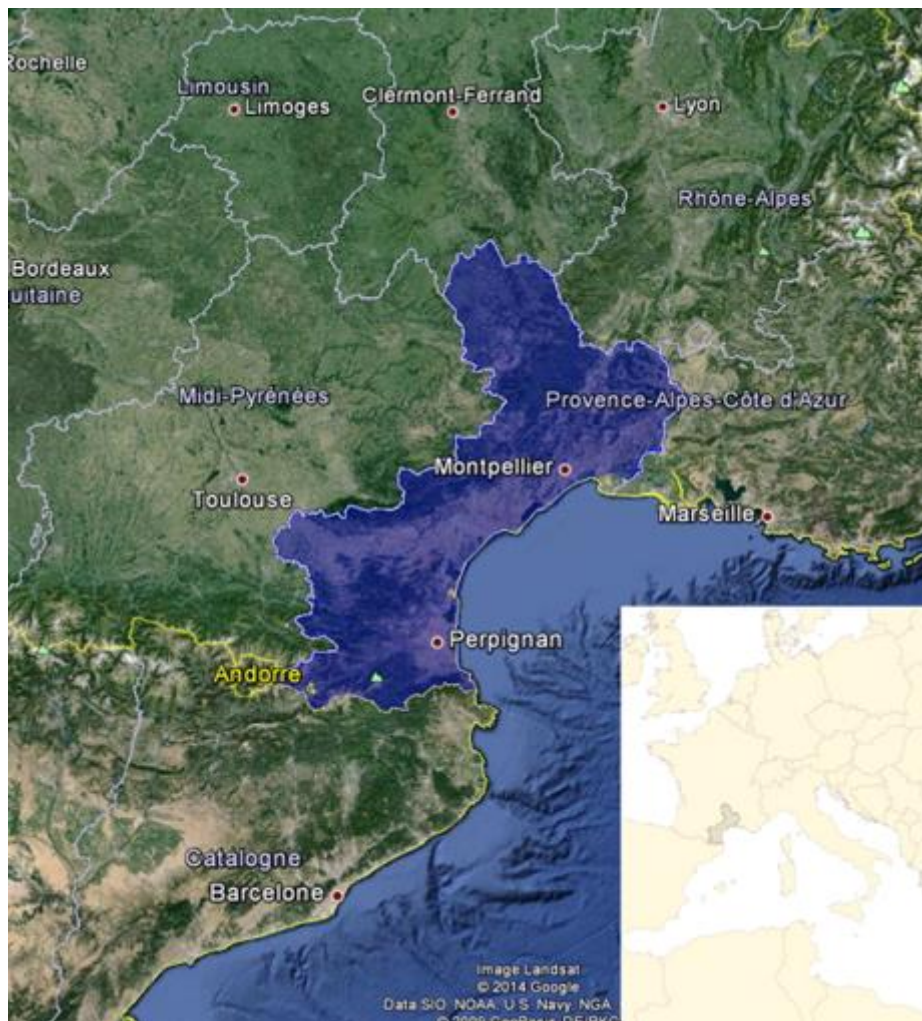 Rochelle
Limousin
Limoges
Clérmont-Ferrand
Lyon
Rhône-Alpes
Bordeaux
uitaine
Midi-Pyrénées
Provence-Alpes-Côte d'Azur
Montpellier
Toulouse
Marseille
Perpignan
Andorre
Catalogne
Barcelone
Image Landsat
© 2014 Google
Data SIO, NOAA, U.S. Navy, NGA,